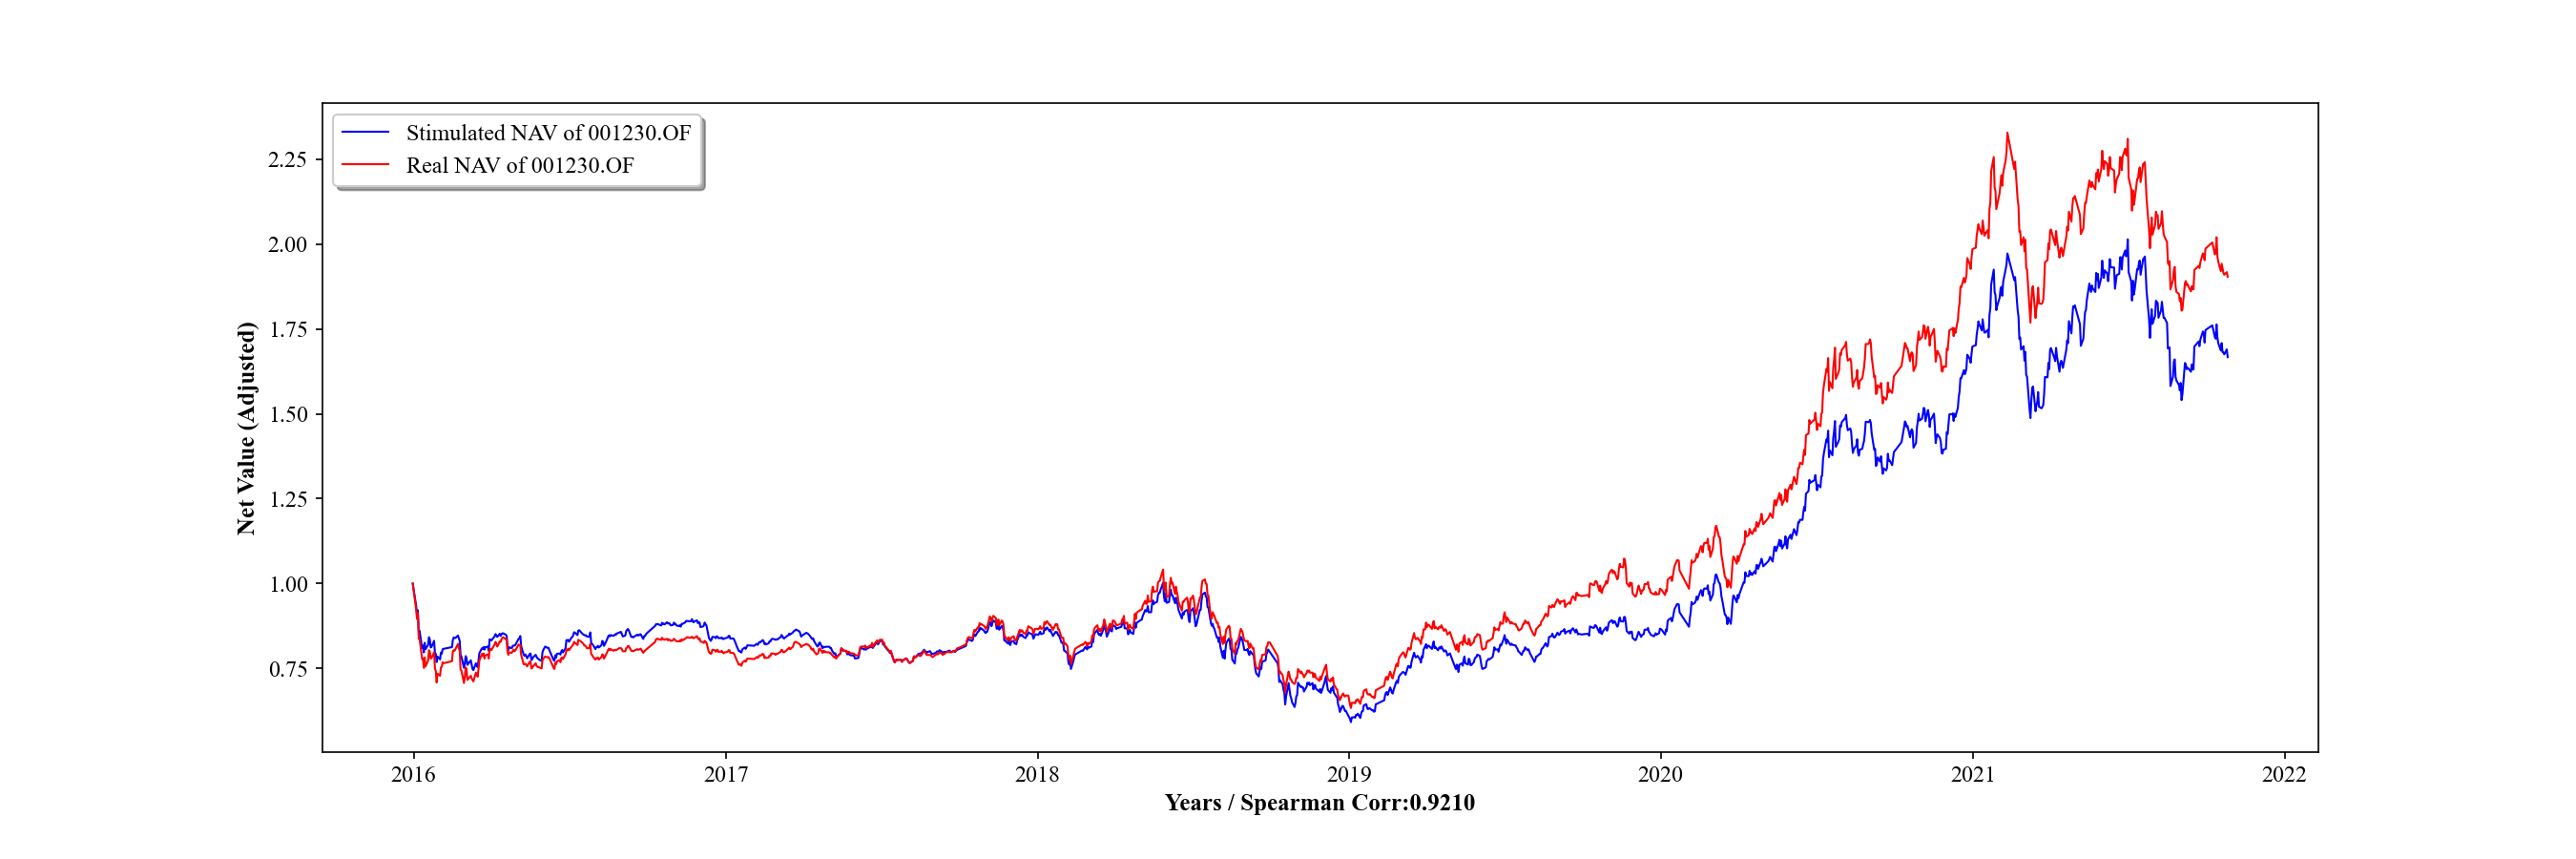 Stimulated NAV of 001230.OF
Real NAV of 001230.OF
2.25
2.00
1.75
1.50
1.25
1.00
0.75
Net Value (Adjusted)
2016 2017 2018 2019 2020 2021 2022
Years / Spearman Corr:0.9210